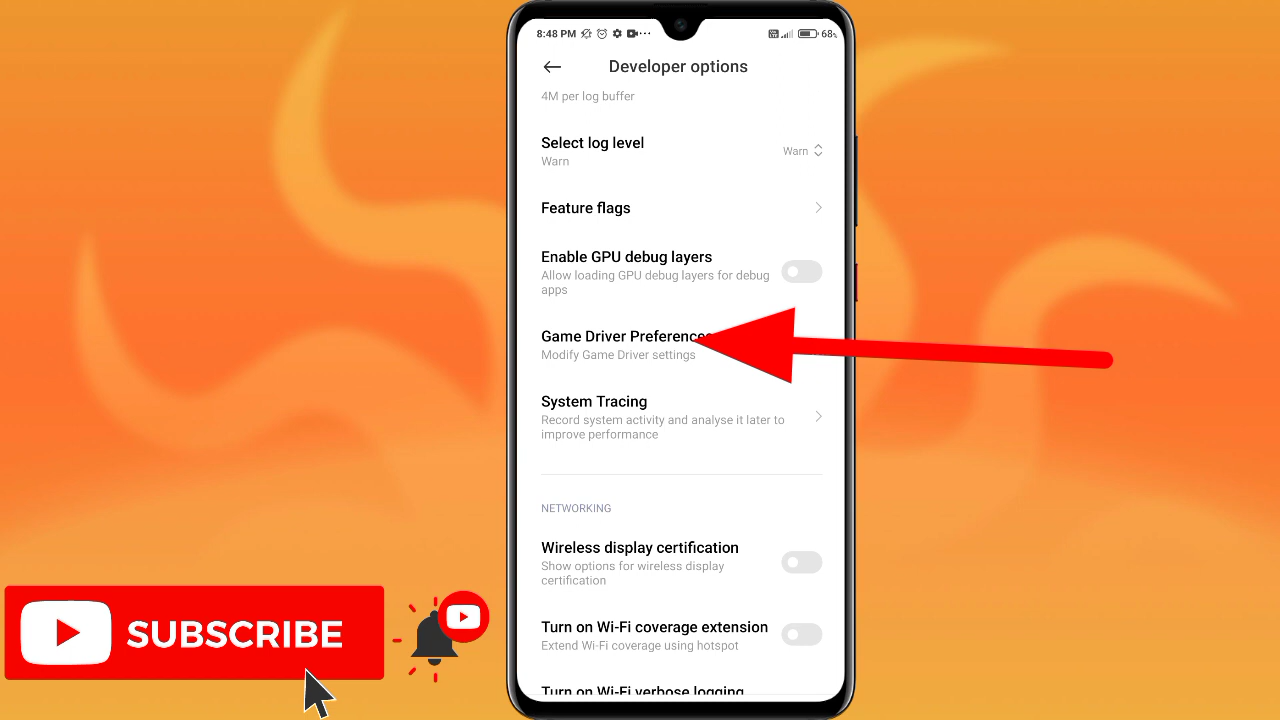 8:48 PM
68%
Developer options
4M per log buffer
Select log level
Warn
Warn
Feature flags
Enable GPU debug layers
Allow loading GPU debug layers for debug
apps
Game Driver Preferences
Modify Game Driver settings
System Tracing
Record system activity and analyse it later to
improve performance
NETWORKING
Wireless display certification
Show options for wireless display
certification
Turn on Wi-Fi coverage extension
Extend Wi-Fi coverage using hotspot
Turn on Wi-Fi verbose logging
SUBSCRIBE